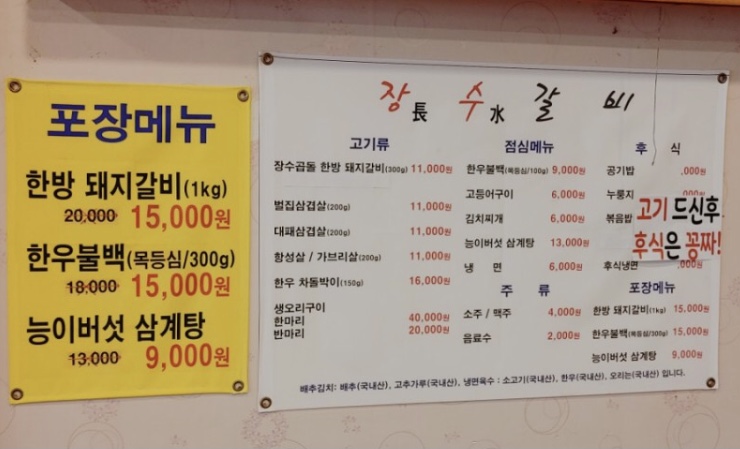 포장메뉴
한방 돼지갈비(1kg)
20,000 15,000원
한우불백(목등심/300g)
18,000 15,000원
능이버섯 삼계탕
13,000 9,000원
장長 수水 갈 비
고기류
장수곱돌 한방 돼지갈비(300g) 11,000원
벌집삼겹살(200g) 11,000원
대패삼겹살(200g) 11,000원
항성살 / 가브리살(200g) 11,000원
한우 차돌박이(150g) 16,000원
생오리구이
한마리 40,000원
반마리 20,000원
점심메뉴
한우불백(목등심/100g) 9,000원
고등어구이 6,000원
김치찌개 6,000원
능이버섯 삼계탕 13,000원
냉 면 6,000원
주 류
소주 / 맥주 4,000원
음료수 2,000원
후 식
공기밥 ,000원
누룽지
볶음밥
후식냉면 ,000원
고기 드신후
후식은 꽁짜!
포장메뉴
한방 돼지갈비(1kg) 15,000원
한우불백(목등심/300g) 15,000원
능이버섯 삼계탕 9,000원
배추김치: 배추(국내산), 고추가루(국내산), 냉면육수 : 소고기(국내산), 한우(국내산), 오리는(국내산) 입니다.